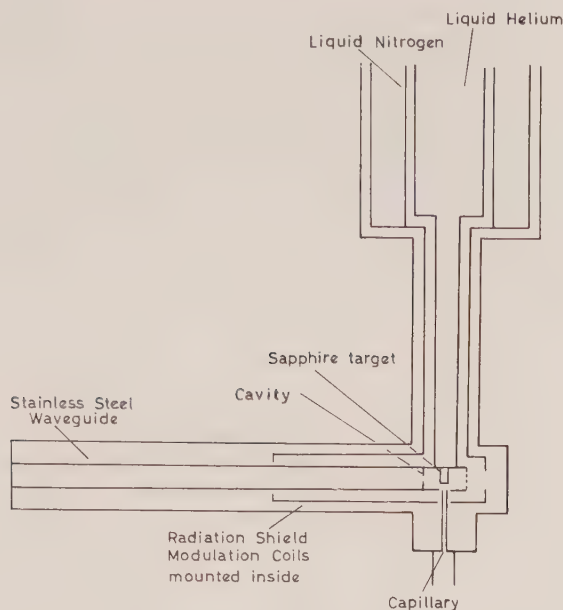 Liquid Helium
Liquid Nitrogen
Sapphire target
Cavity
Stainless Steel
Waveguide
Radiation Shield
Modulation Coils
mounted inside
Capillary